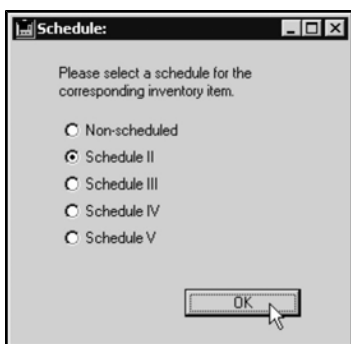 Schedule:
Please select a schedule for the
corresponding inventory item.
Non-scheduled
Schedule II
Schedule III
Schedule IV
Schedule V
OK